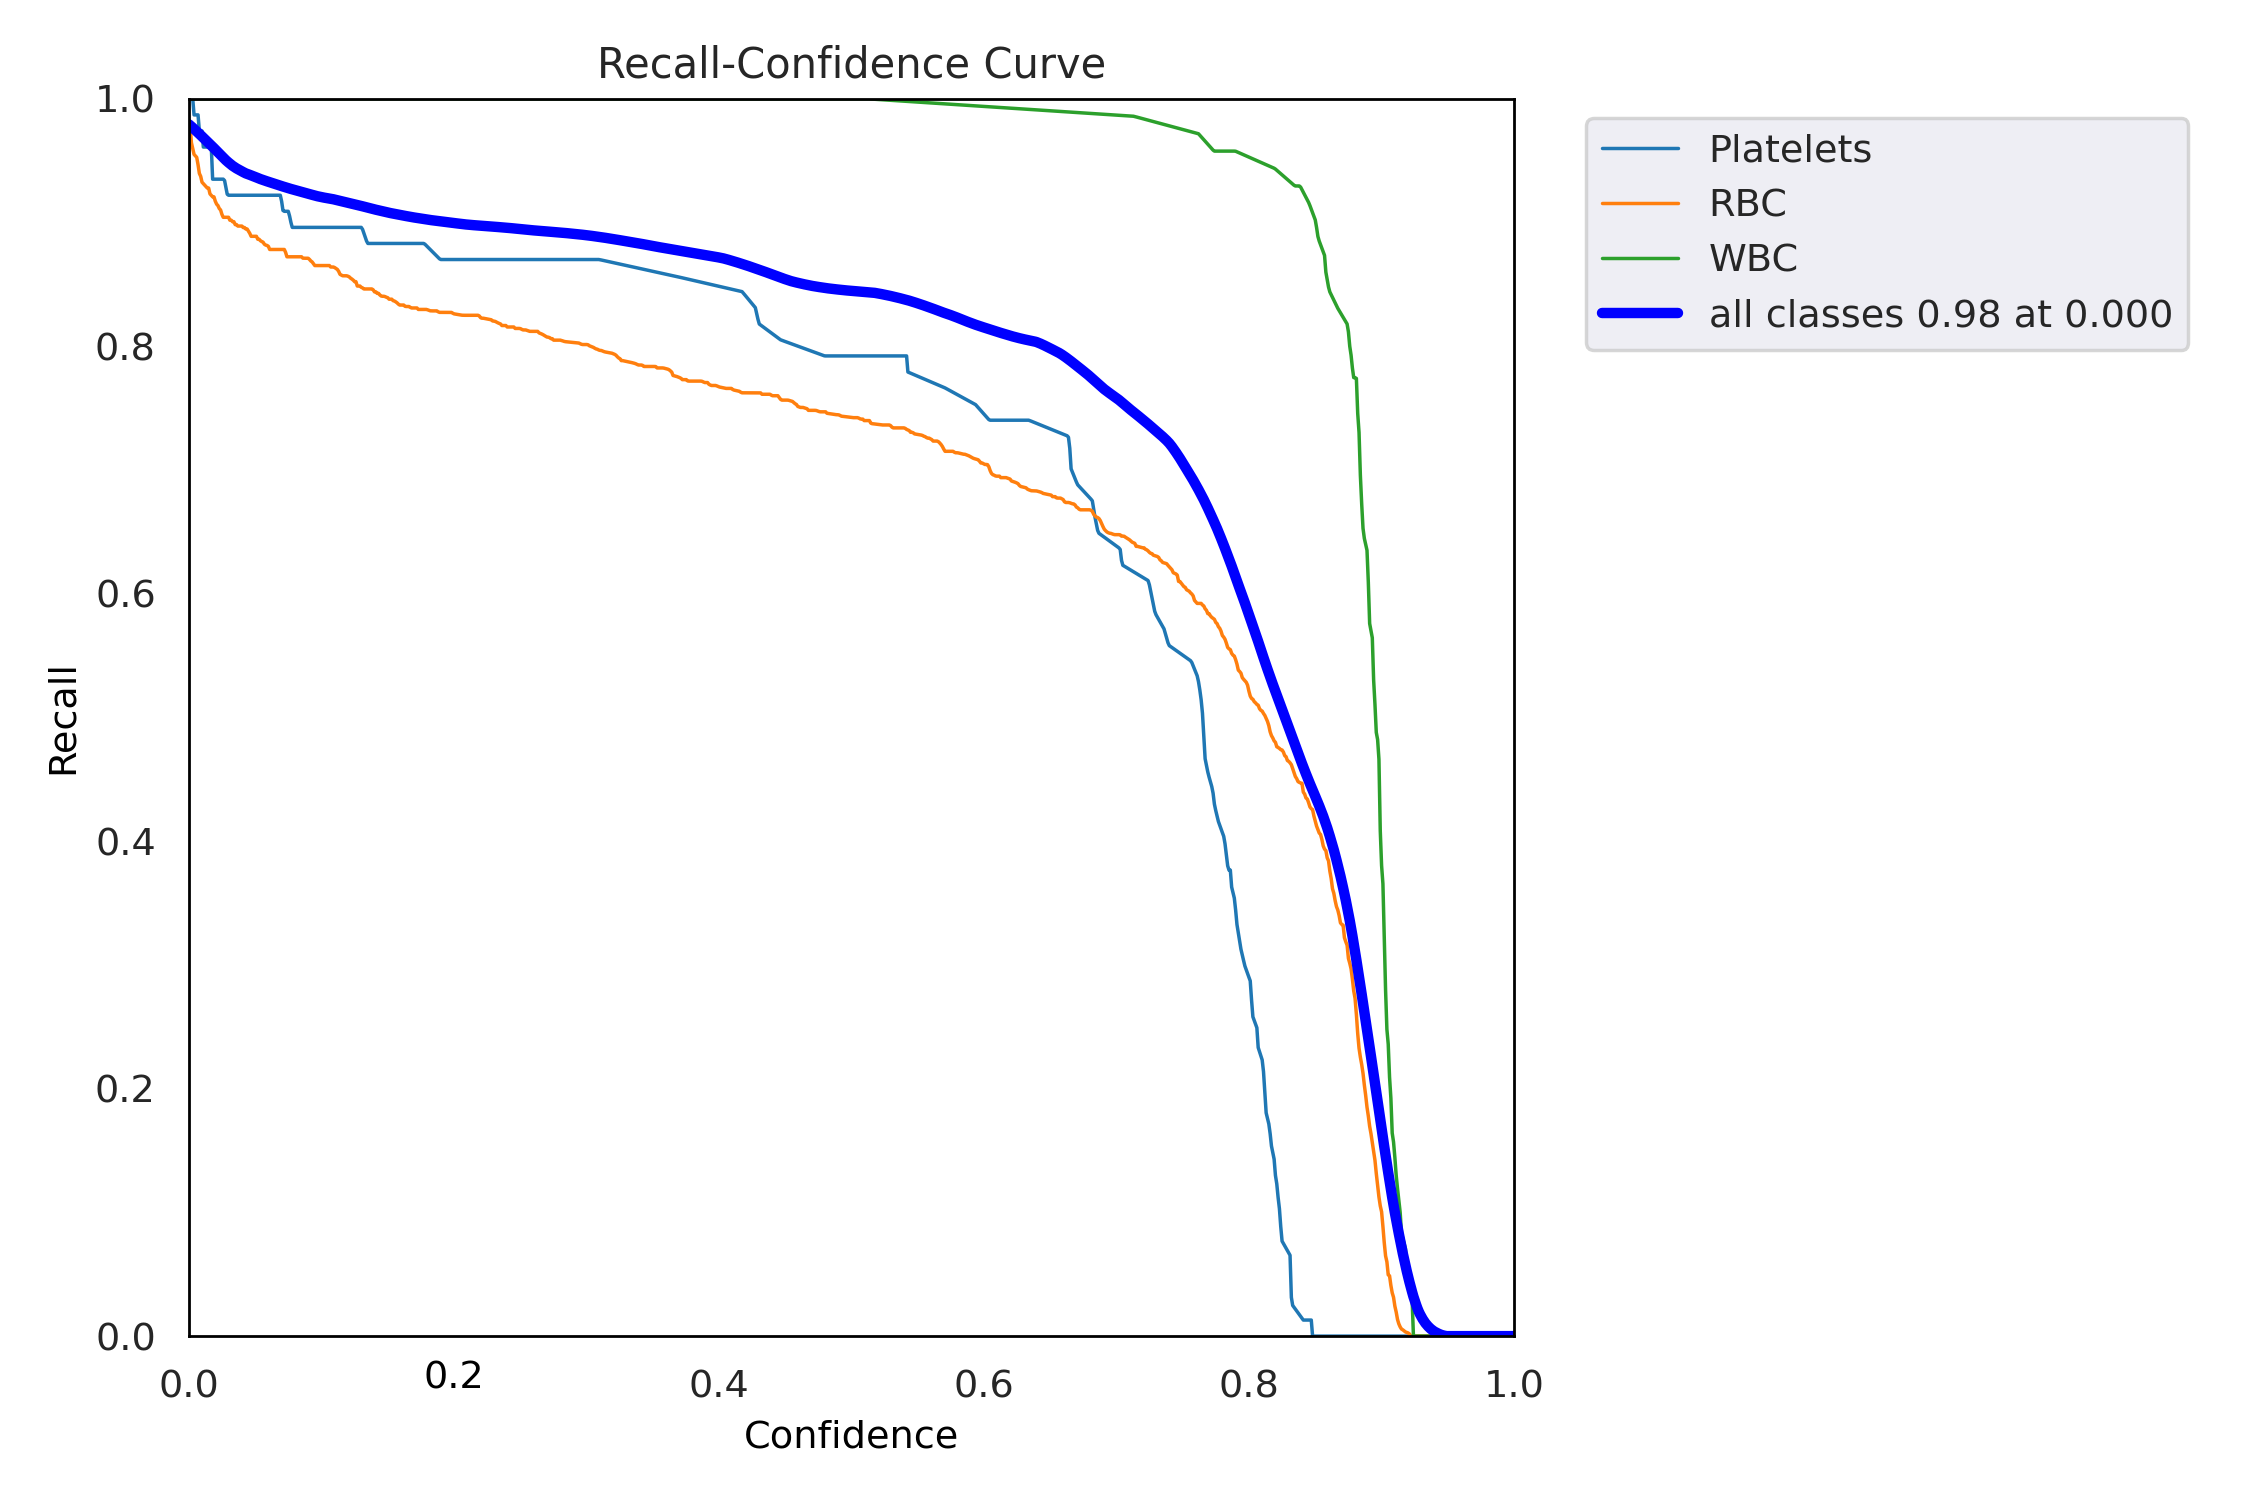 Recall-Confidence Curve
1.0
0.8
0.6
0.4
0.2
0.0
Recall
0.0 0.2 0.4 0.6 0.8 1.0
Confidence
Platelets
RBC
WBC
all classes 0.98 at 0.000